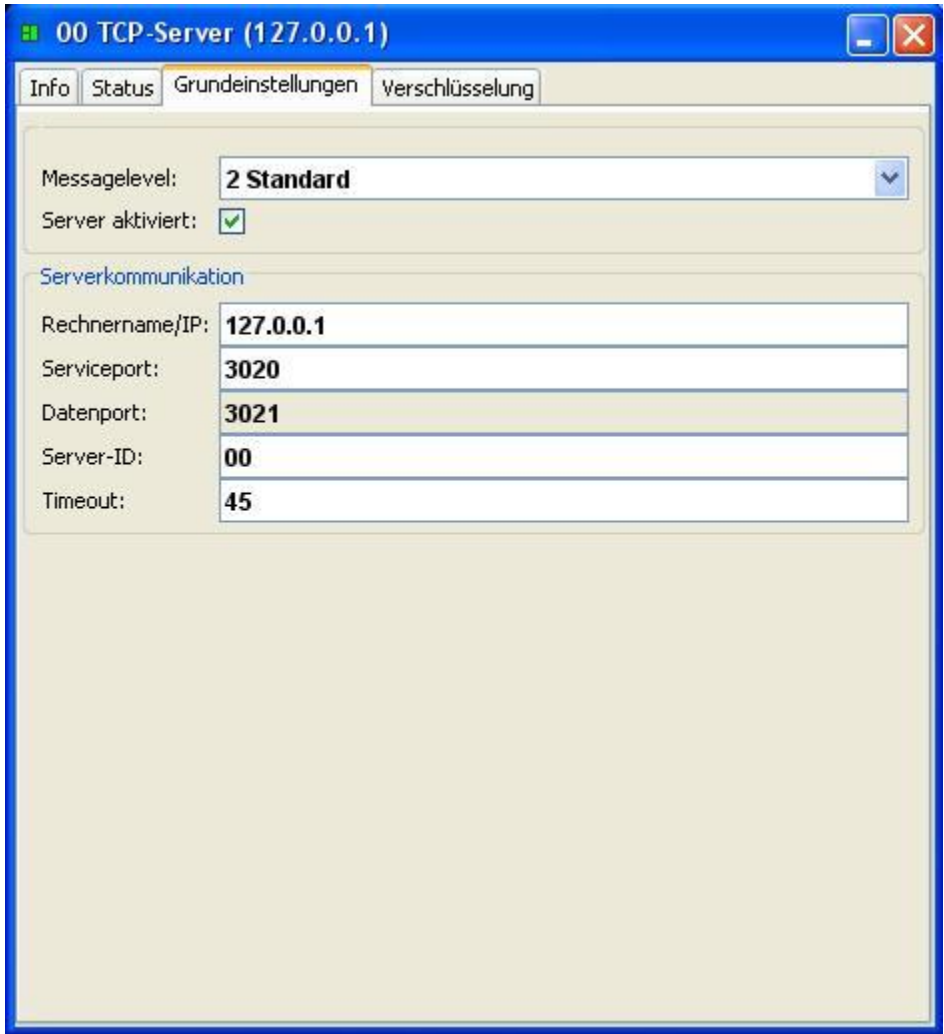 00 TCP-Server (127.0.0.1)
Info Status Grundeinstellungen Verschlüsselung
Messagelevel: 2 Standard
Server aktiviert:
Serverkommunikation
Rechnername/IP: 127.0.0.1
Serviceport: 3020
Datenport: 3021
Server-ID: 00
Timeout: 45